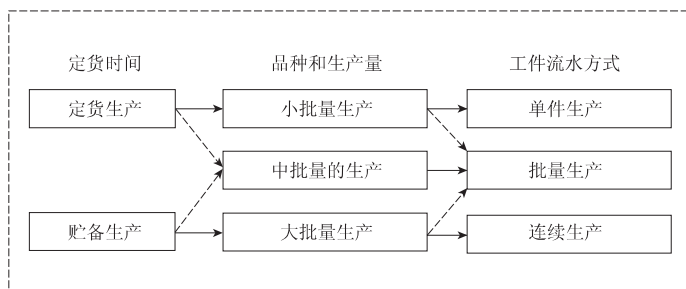 定货时间 品种和生产量 工件流水方式
定货生产 小批量生产 单件生产
中批量的生产 批量生产
贮备生产 大批量生产 连续生产